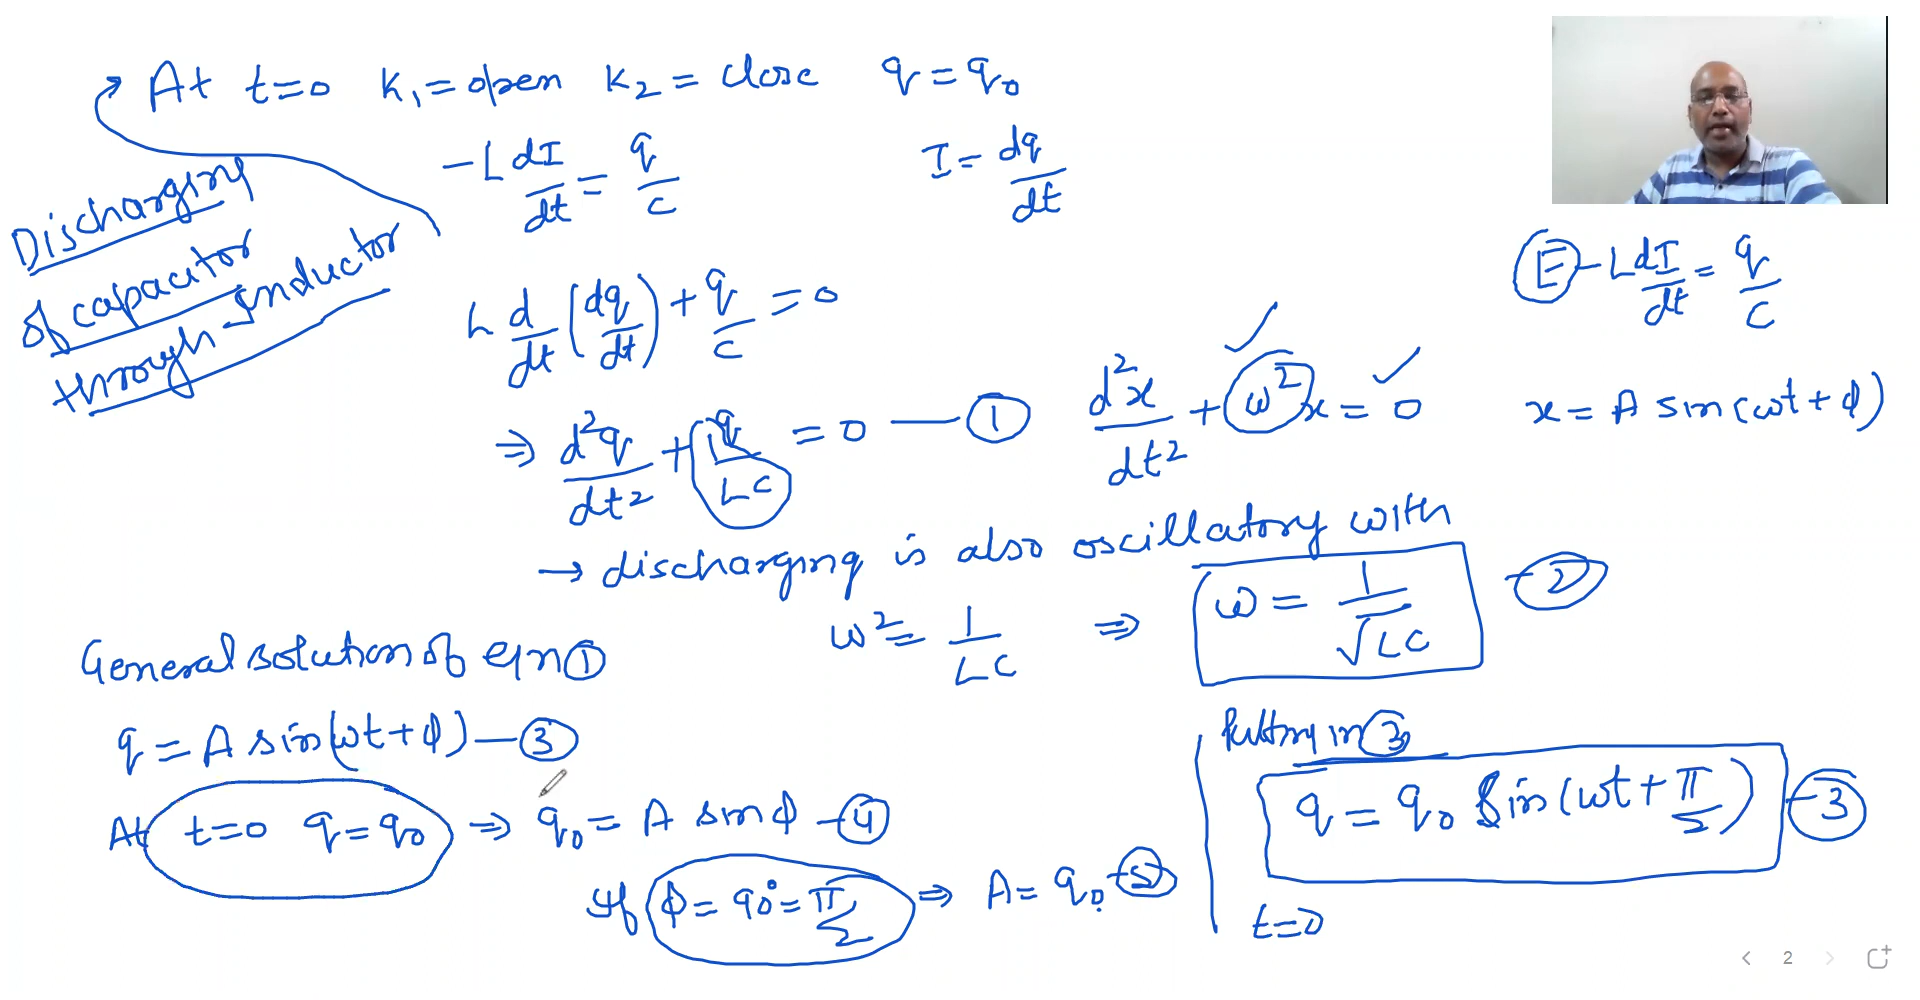 At t=0 K₁=open K₂=close q=q₀
-L dI/dt = q/c I = dq/dt
Discharging
of capacitor
through Inductor
E - L dI/dt = q/c
L d/dt (dq/dt) + q/c = 0
⇒ d²q/dt² + 1q/LC = 0 — ①
d²x/dt² + ω²x = 0 ✓ ✓
x = A sin(ωt+ϕ)
→ discharging is also oscillatory with
ω² = 1/LC ⇒ ω = 1/√LC — ②
General solution of eqn ①
q = A sin(ωt+ϕ) — ③
At t=0 q=q₀ ⇒ q₀ = A sinϕ — ④
If ϕ = 90° = π/2 ⇒ A = q₀ — ⑤
Putting in ③
q = q₀ Sin(ωt + π/2) — ③
t=0
2